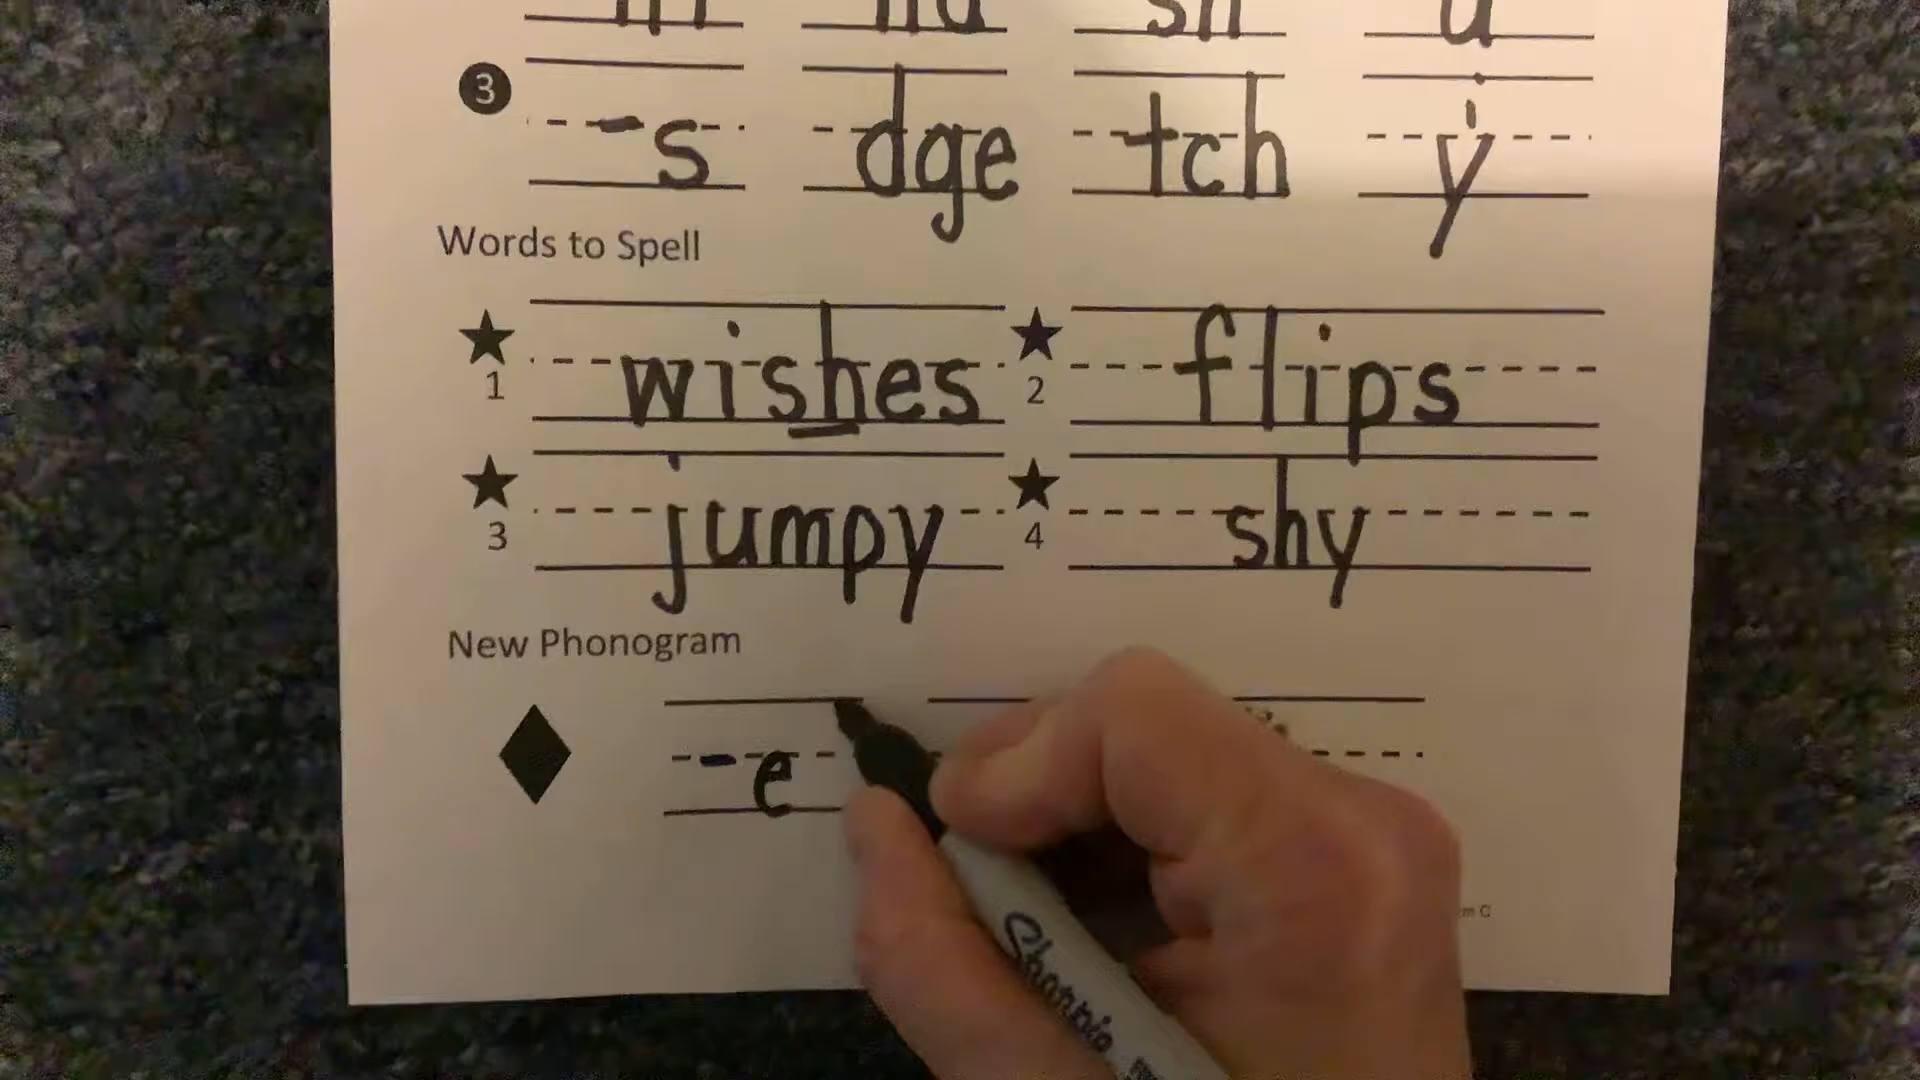 3 -s dge tch y
Words to Spell
1 wishes 2 flips
3 jumpy 4 shy
New Phonogram
-e
Sharpie